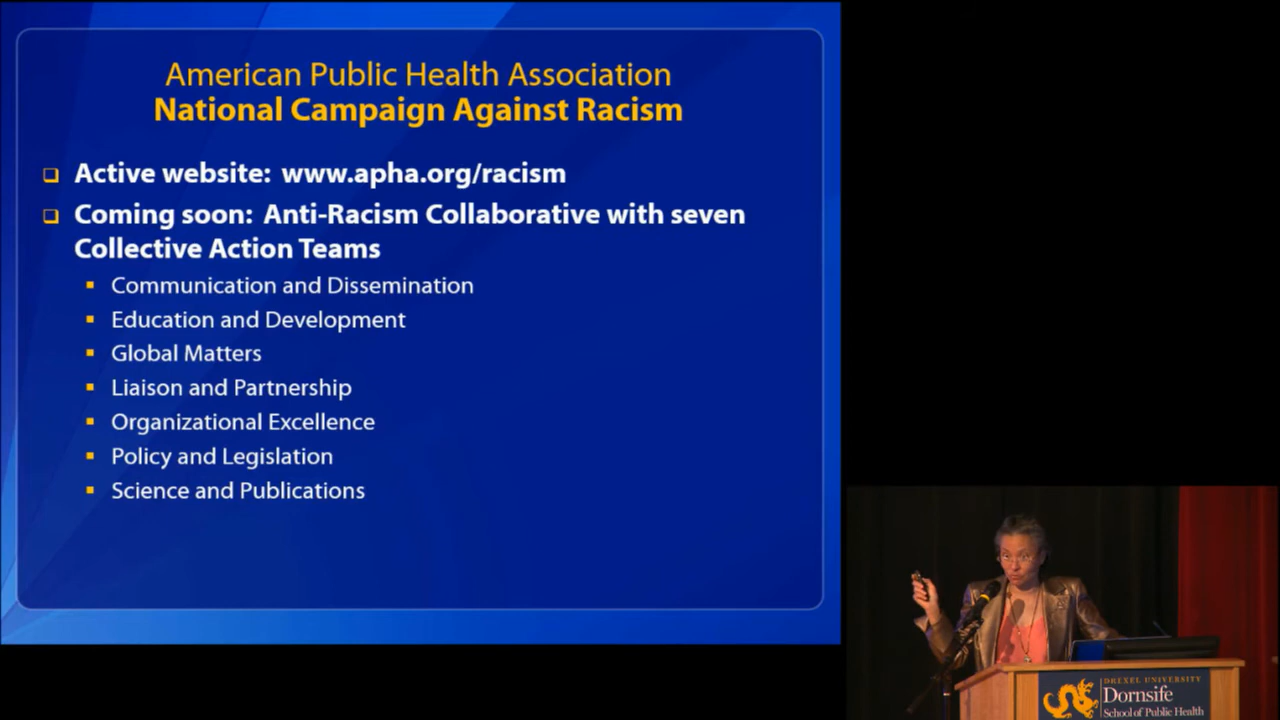 American Public Health Association
National Campaign Against Racism
Active website: www.apha.org/racism
Coming soon: Anti-Racism Collaborative with seven
Collective Action Teams
Communication and Dissemination
Education and Development
Global Matters
Liaison and Partnership
Organizational Excellence
Policy and Legislation
Science and Publications
DREXEL UNIVERSITY
Dornsife
School of Public Health